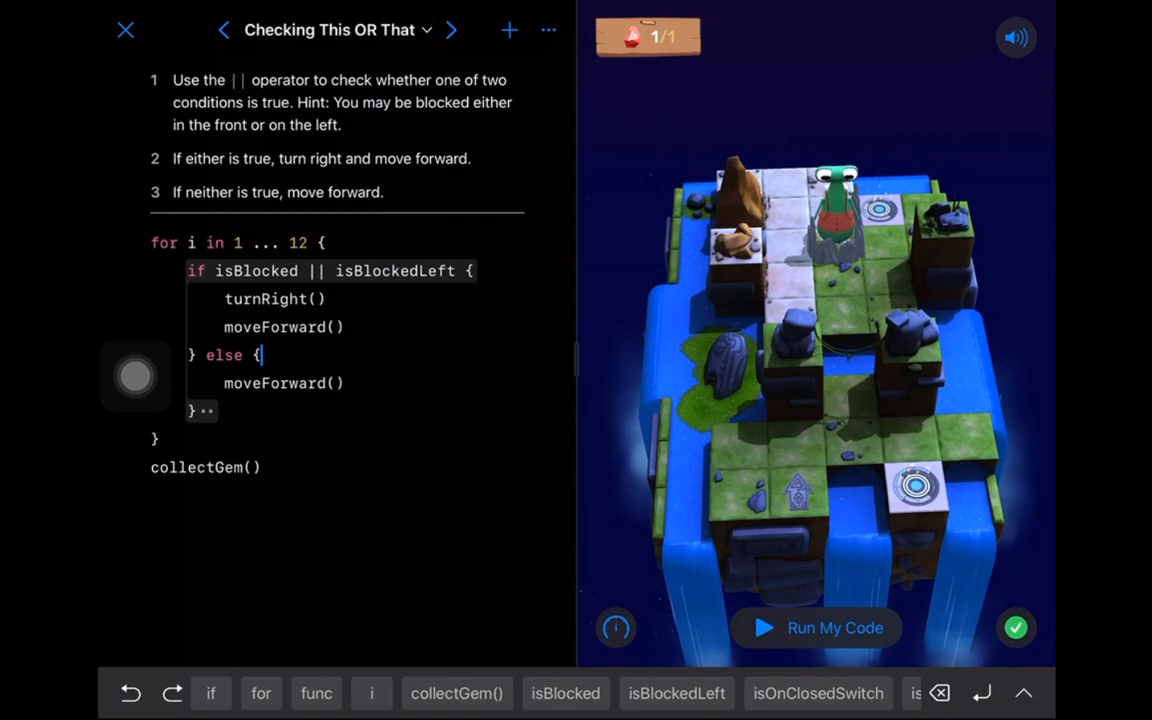 Checking This OR That
1/1
1 Use the || operator to check whether one of two
conditions is true. Hint: You may be blocked either
in the front or on the left.
2 If either is true, turn right and move forward.
3 If neither is true, move forward.
for i in 1 ... 12 {
if isBlocked || isBlockedLeft {
turnRight()
moveForward()
} else {
moveForward()
}
}
collectGem()
Run My Code
if for func i collectGem() isBlocked isBlockedLeft isOnClosedSwitch is